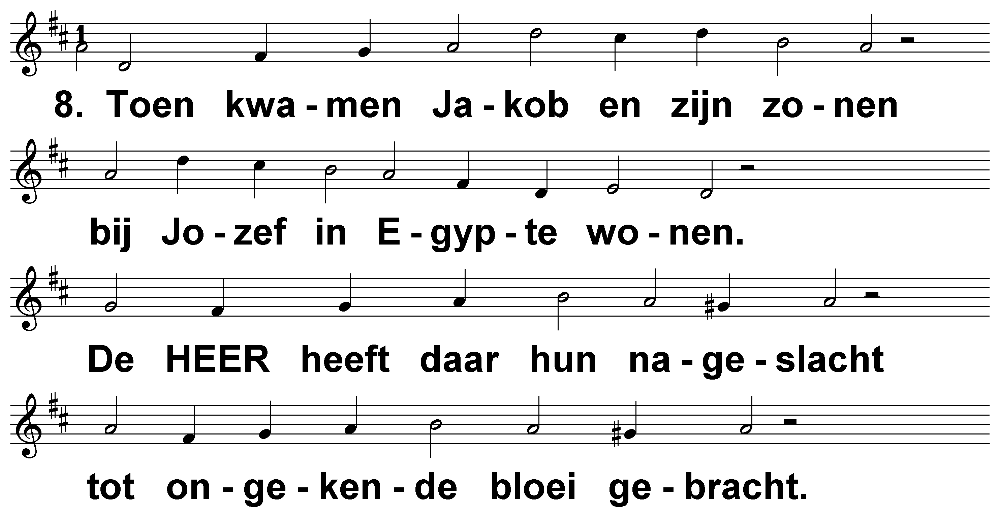 1
8. Toen kwa - men Ja - kob en zijn zo - nen
bij Jo - zef in E - gyp - te wo - nen.
De HEER heeft daar hun na - ge - slacht
tot on - ge - ken - de bloei ge - bracht.